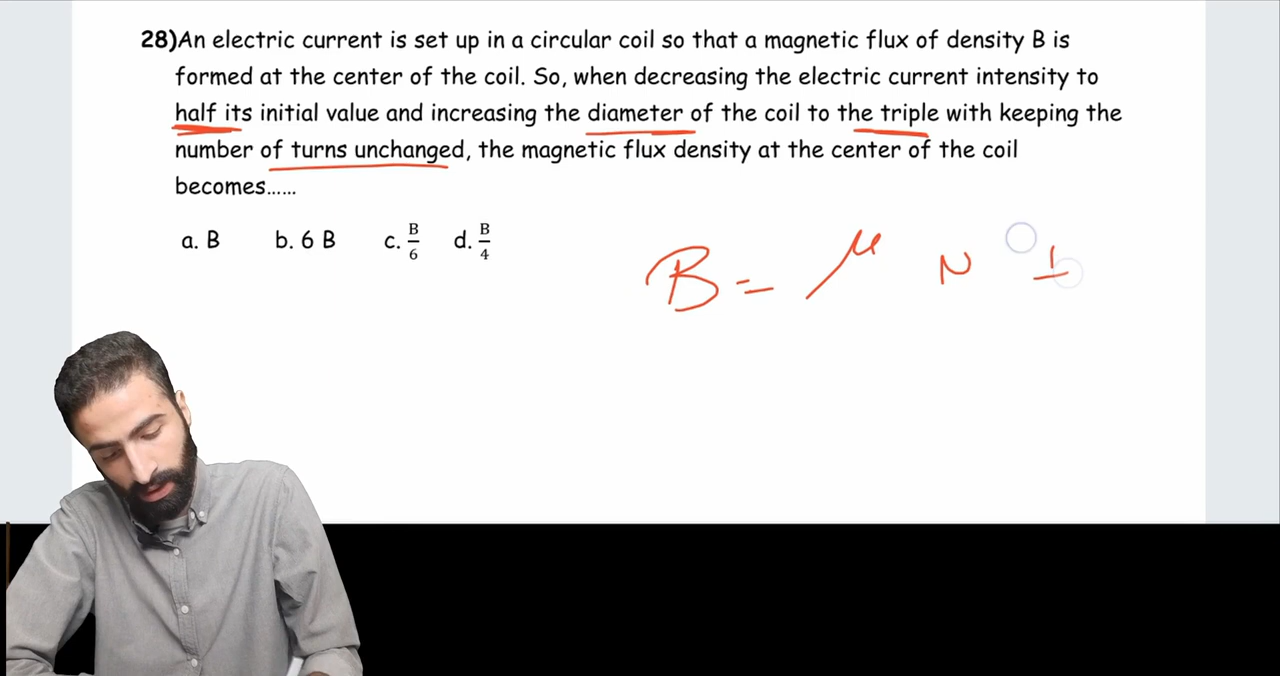 28)An electric current is set up in a circular coil so that a magnetic flux of density B is
formed at the center of the coil. So, when decreasing the electric current intensity to
half its initial value and increasing the diameter of the coil to the triple with keeping the
number of turns unchanged, the magnetic flux density at the center of the coil
becomes......
a. B b. 6 B c. B/6 d. B/4
B = μ N I